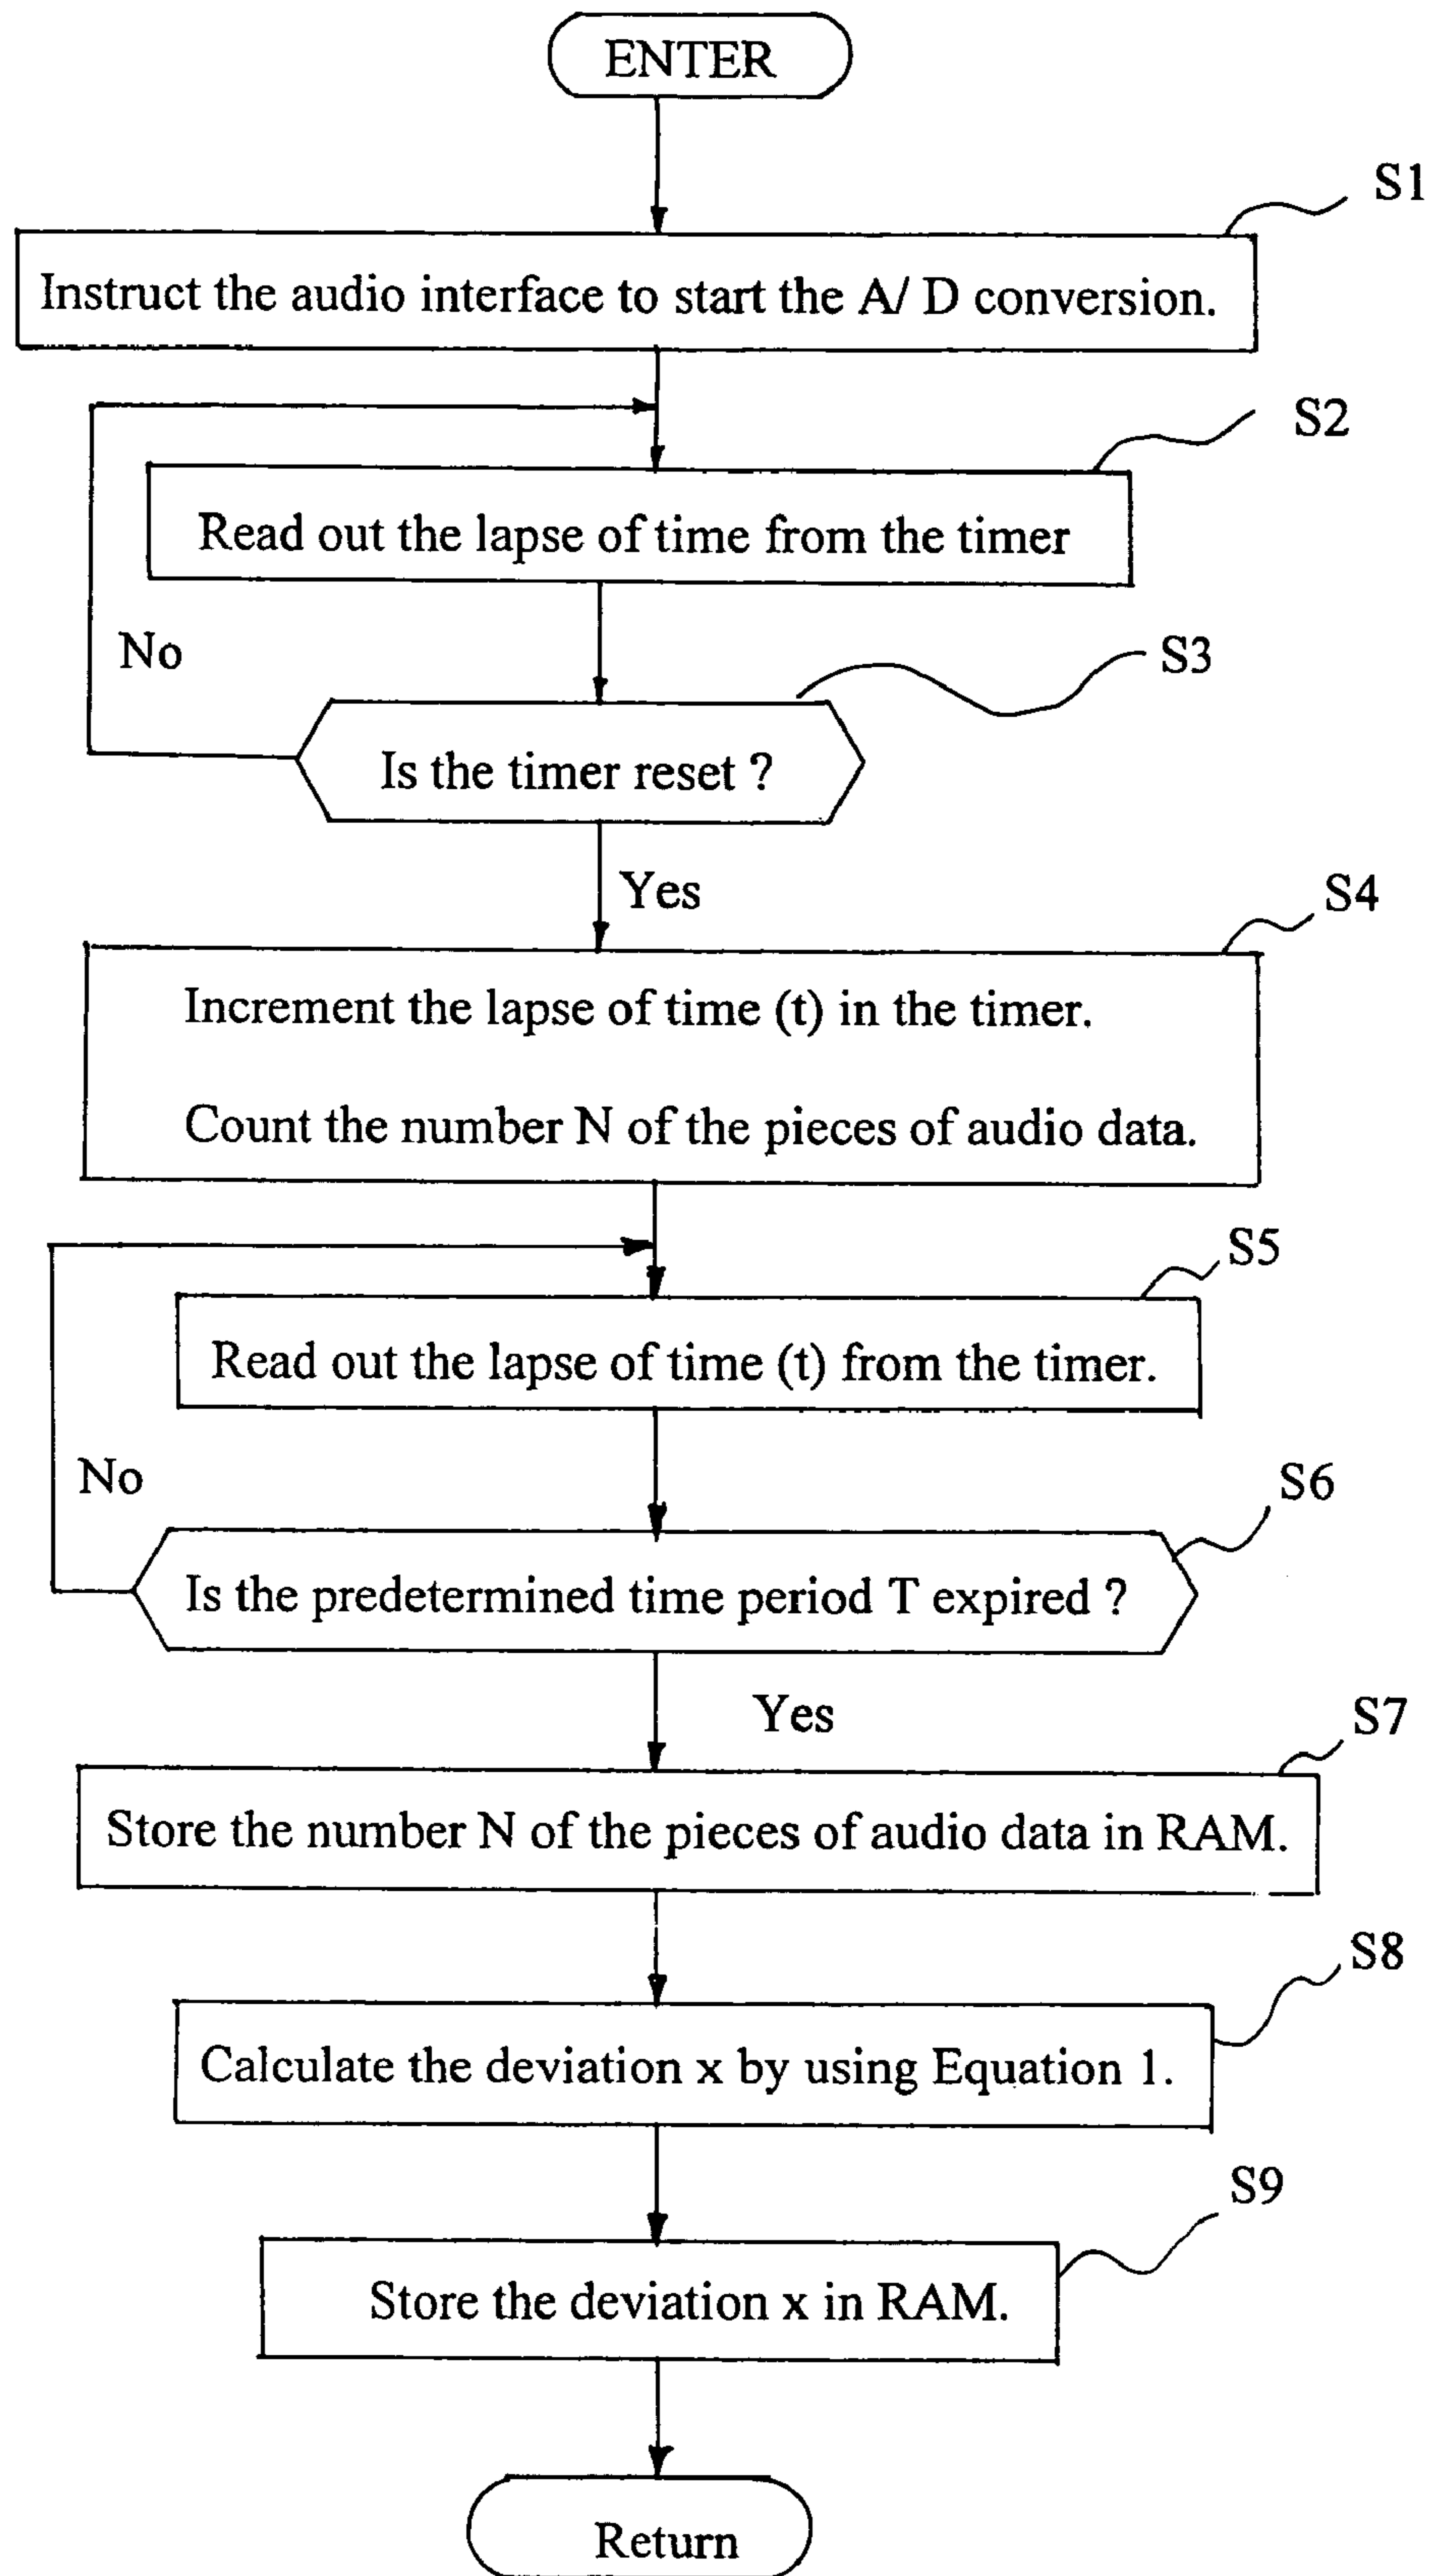 ENTER
S1
Instruct the audio interface to start the A/ D conversion.
S2
Read out the lapse of time from the timer
No
S3
Is the timer reset ?
Yes
S4
Increment the lapse of time (t) in the timer.
Count the number N of the pieces of audio data.
S5
Read out the lapse of time (t) from the timer.
No
S6
Is the predetermined time period T expired ?
Yes
S7
Store the number N of the pieces of audio data in RAM.
S8
Calculate the deviation x by using Equation 1.
S9
Store the deviation x in RAM.
Return